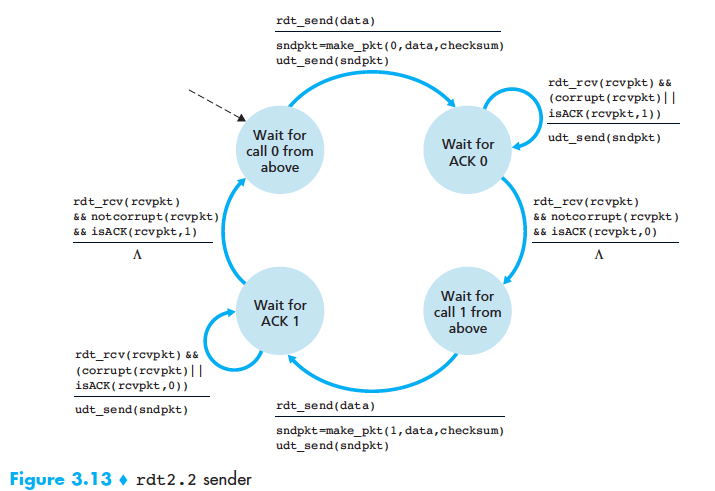 rdt_send(data)
sndpkt=make_pkt(0,data,checksum)
udt_send(sndpkt)
rdt_rcv(rcvpkt) &&
(corrupt(rcvpkt)||
isACK(rcvpkt,1))
udt_send(sndpkt)
Wait for
call 0 from
above
Wait for
ACK 0
rdt_rcv(rcvpkt)
&& notcorrupt(rcvpkt)
&& isACK(rcvpkt,1)
Λ
rdt_rcv(rcvpkt)
&& notcorrupt(rcvpkt)
&& isACK(rcvpkt,0)
Λ
Wait for
ACK 1
Wait for
call 1 from
above
rdt_rcv(rcvpkt) &&
(corrupt(rcvpkt)||
isACK(rcvpkt,0))
udt_send(sndpkt)
rdt_send(data)
sndpkt=make_pkt(1,data,checksum)
udt_send(sndpkt)
Figure 3.13 ♦ rdt2.2 sender